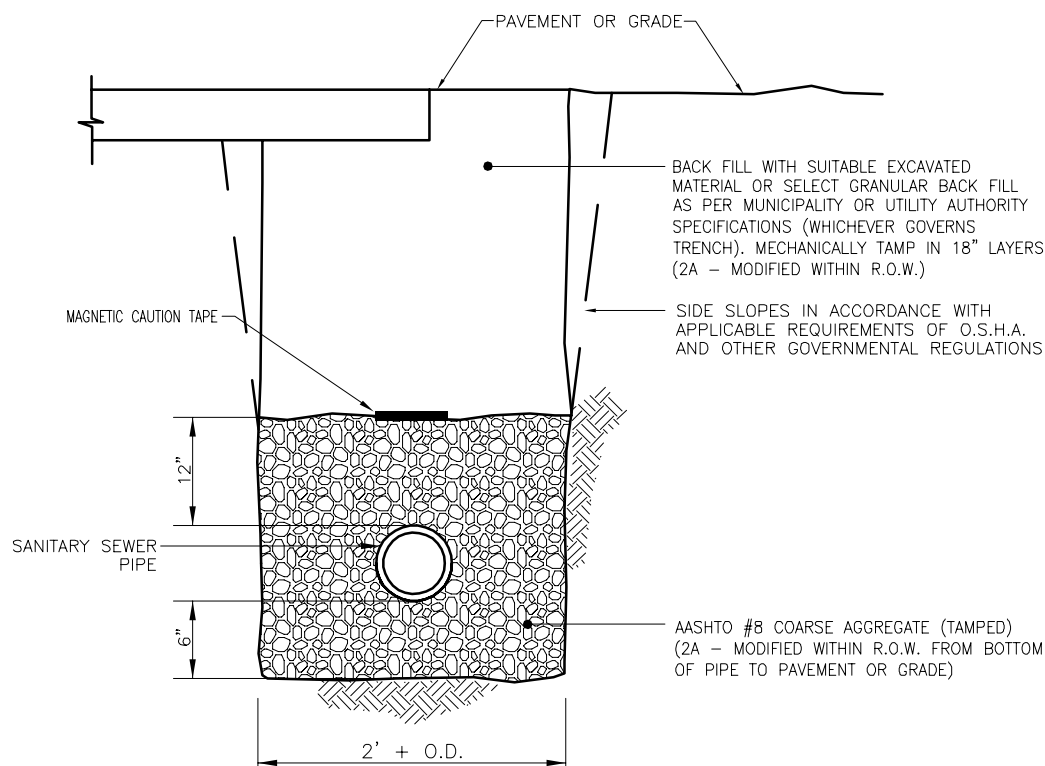 PAVEMENT OR GRADE
BACK FILL WITH SUITABLE EXCAVATED
MATERIAL OR SELECT GRANULAR BACK FILL
AS PER MUNICIPALITY OR UTILITY AUTHORITY
SPECIFICATIONS (WHICHEVER GOVERNS
TRENCH). MECHANICALLY TAMP IN 18" LAYERS
(2A – MODIFIED WITHIN R.O.W.)
MAGNETIC CAUTION TAPE
SIDE SLOPES IN ACCORDANCE WITH
APPLICABLE REQUIREMENTS OF O.S.H.A.
AND OTHER GOVERNMENTAL REGULATIONS
12"
SANITARY SEWER
PIPE
6"
AASHTO #8 COARSE AGGREGATE (TAMPED)
(2A – MODIFIED WITHIN R.O.W. FROM BOTTOM
OF PIPE TO PAVEMENT OR GRADE)
2' + O.D.